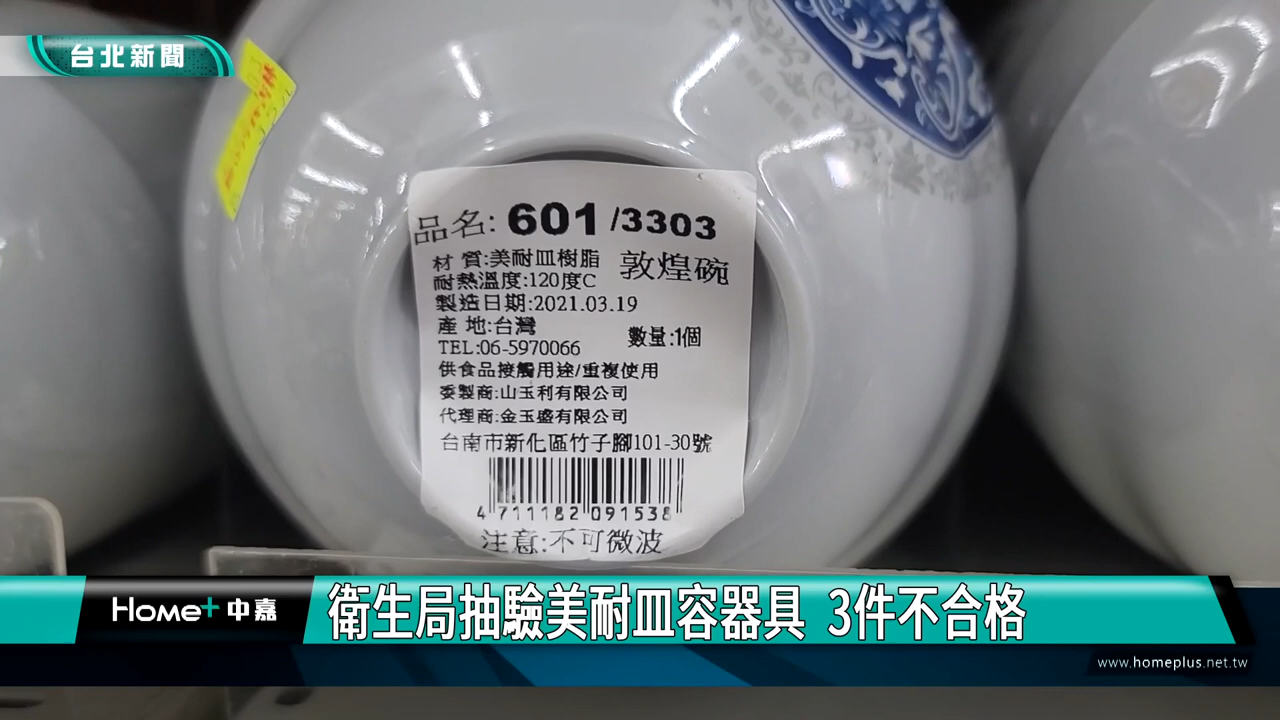 台北新聞
品名: 601/3303
材 質:美耐皿樹脂 敦煌碗
耐熱溫度:120度C
製造日期:2021.03.19
產 地:台灣 數量:1個
TEL:06-5970066
供食品接觸用途/重複使用
委製商:山玉利有限公司
代理商:金玉盛有限公司
台南市新化區竹子腳101-30號
4 711182 091538
注意:不可微波
Home+ 中嘉
衛生局抽驗美耐皿容器具 3件不合格
www.homeplus.net.tw